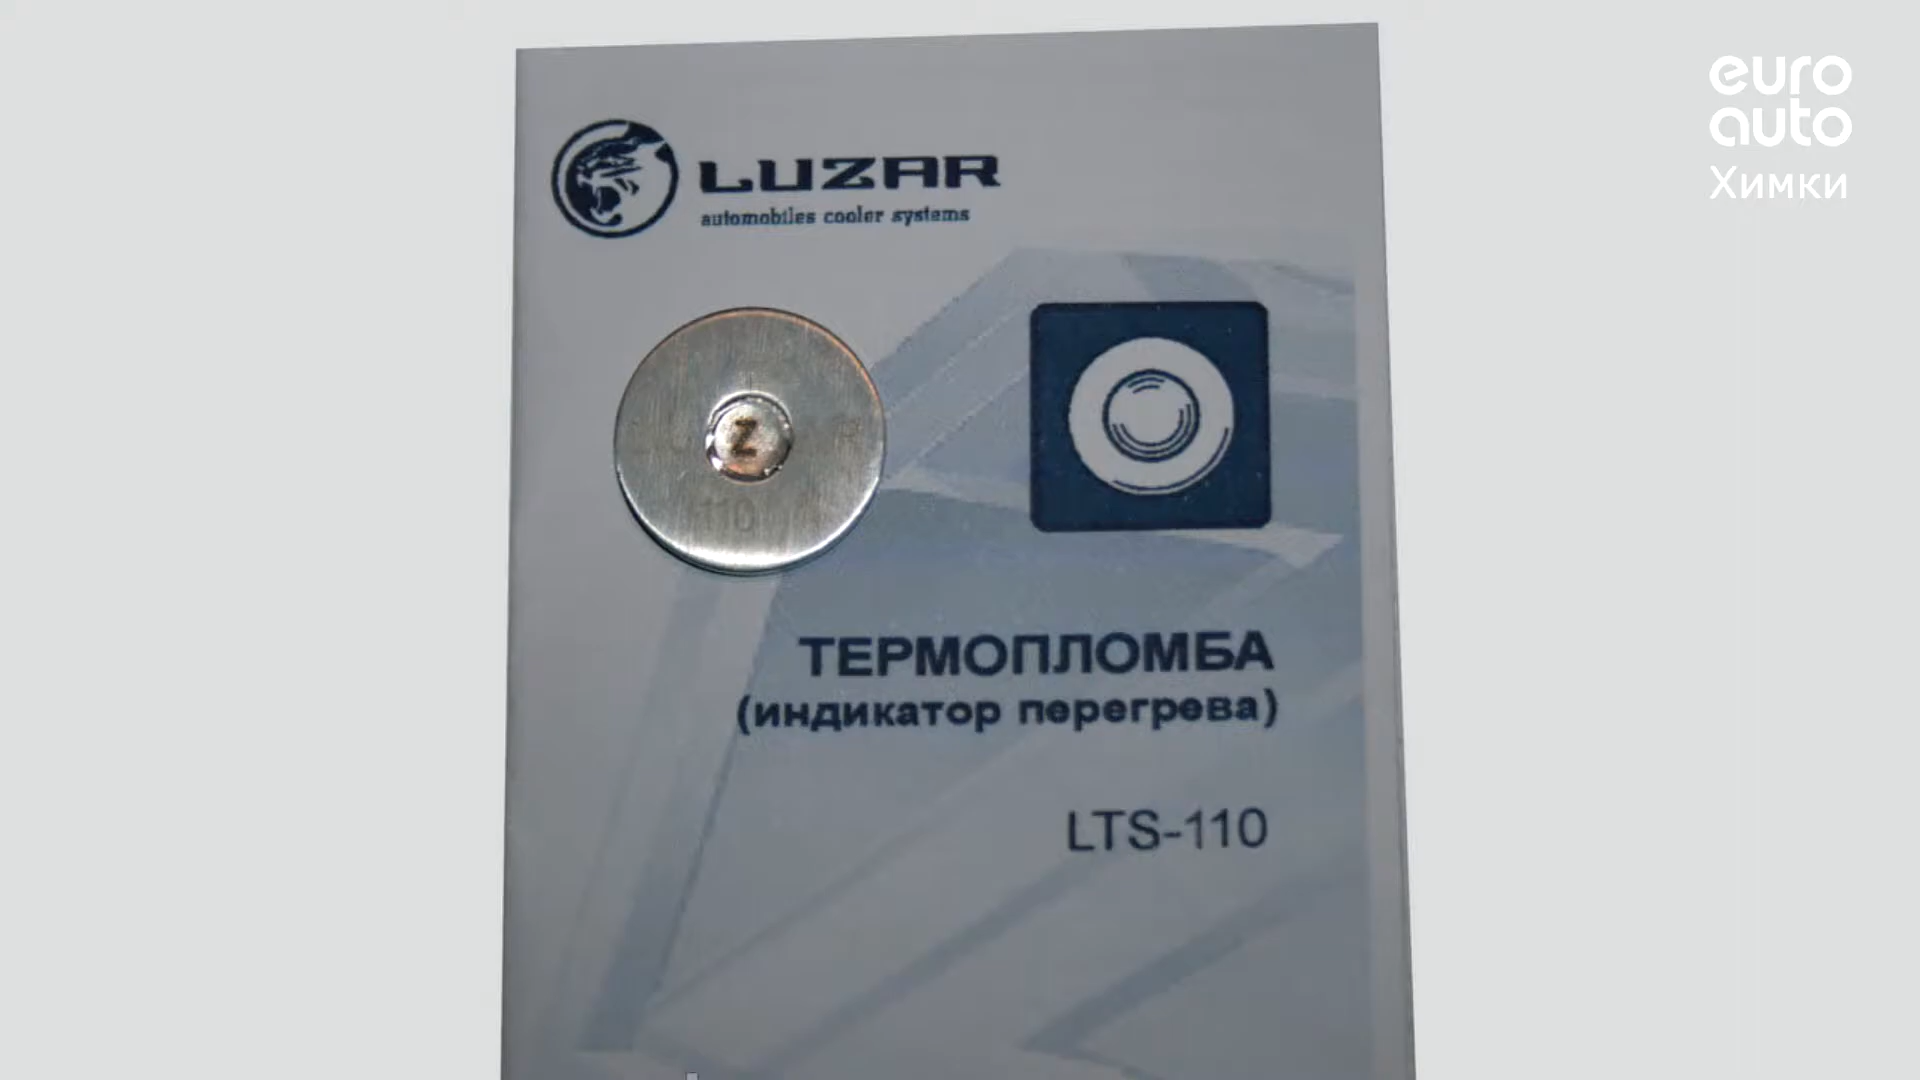 LUZAR
automobiles cooler systems
Z
110
ТЕРМОПЛОМБА
(индикатор перегрева)
LTS-110
euro
auto
Химки